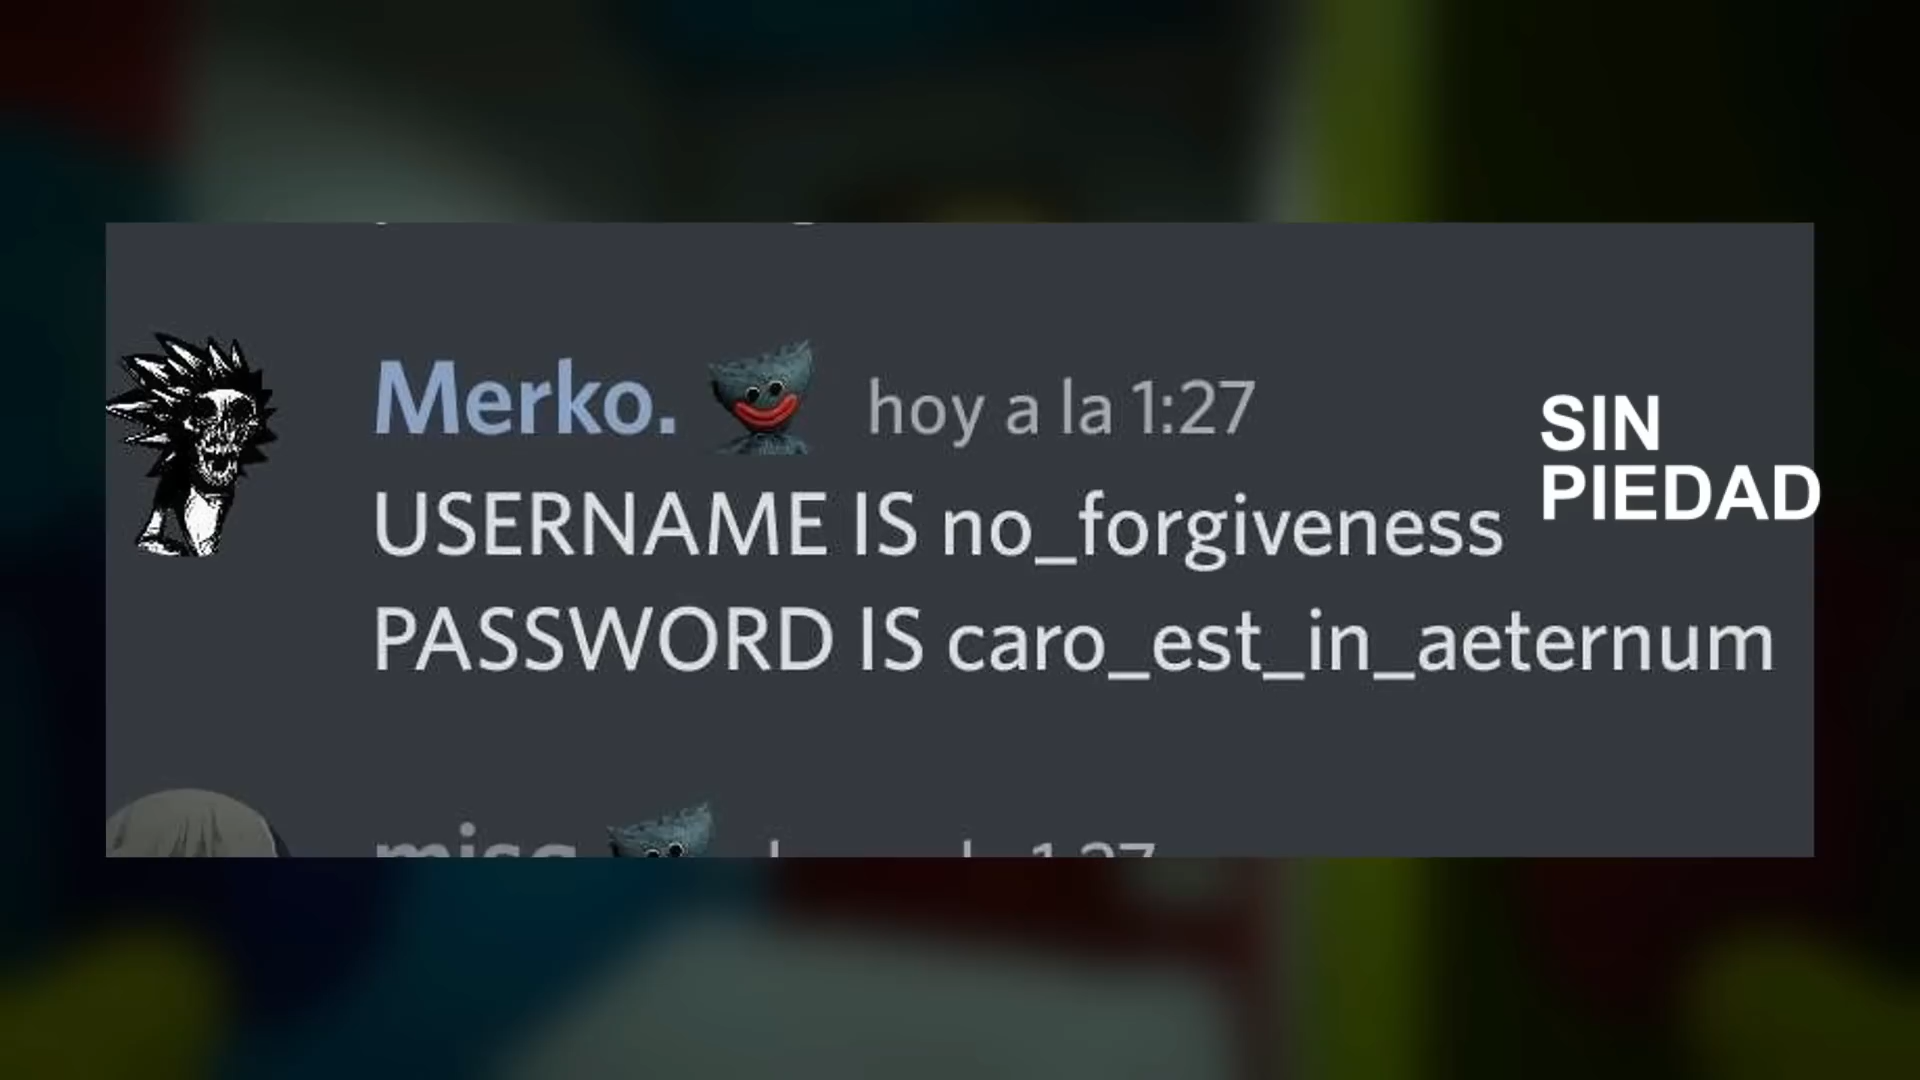 Merko. hoy a la 1:27
SIN
PIEDAD
USERNAME IS no_forgiveness
PASSWORD IS caro_est_in_aeternum